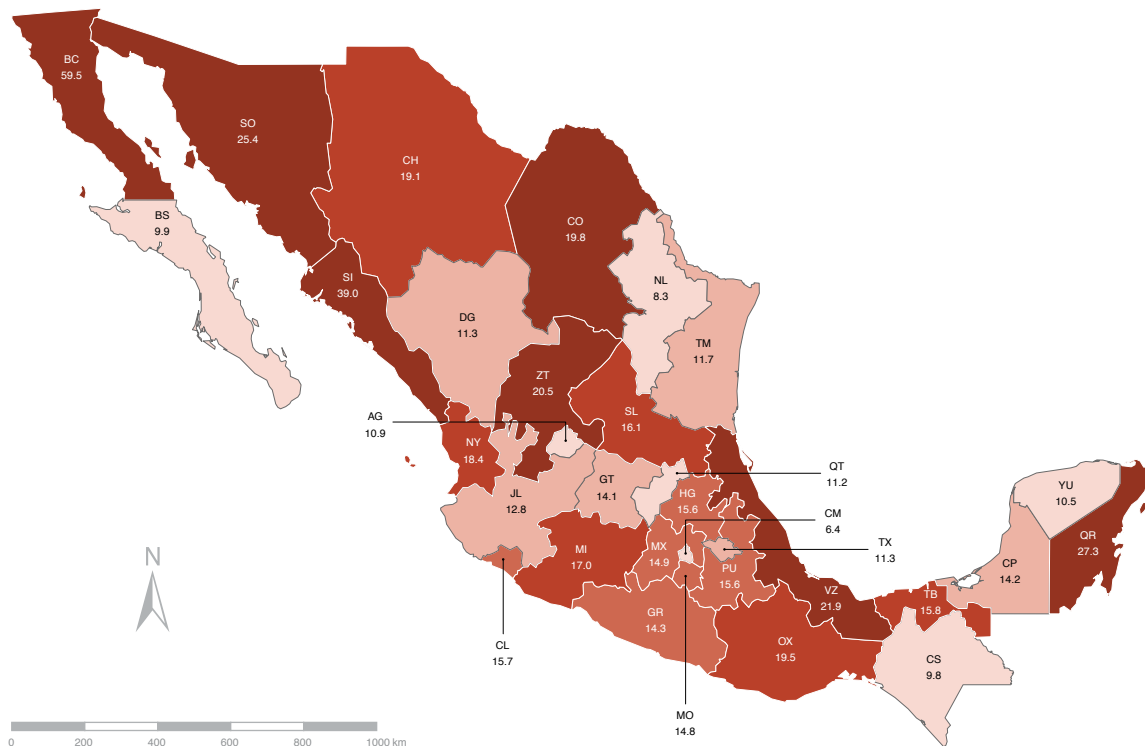 BC
59.5
SO
25.4
CH
19.1
BS
9.9
CO
19.8
SI
39.0
NL
8.3
DG
11.3
TM
11.7
ZT
20.5
SL
16.1
AG
10.9
NY
18.4
QT
11.2
GT
14.1
JL
12.8
HG
15.6
YU
10.5
CM
6.4
TX
11.3
QR
27.3
MX
14.9
MI
17.0
PU
15.6
CP
14.2
VZ
21.9
TB
15.8
GR
14.3
CL
15.7
OX
19.5
CS
9.8
MO
14.8
N
0 200 400 600 800 1000 km